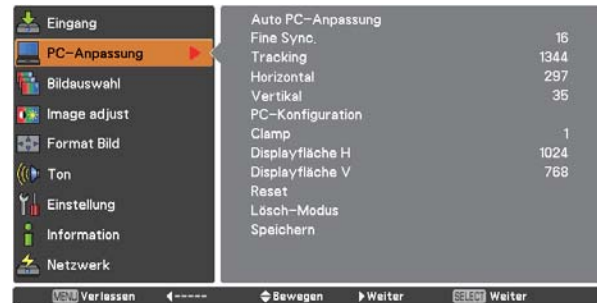 Eingang
PC-Anpassung
Bildauswahl
Image adjust
Format Bild
Ton
Einstellung
Information
Netzwerk
Auto PC-Anpassung
Fine Sync. 16
Tracking 1344
Horizontal 297
Vertikal 35
PC-Konfiguration
Clamp 1
Displayfläche H 1024
Displayfläche V 768
Reset
Lösch-Modus
Speichern
MENU Verlassen ----- Bewegen Weiter SELECT Weiter